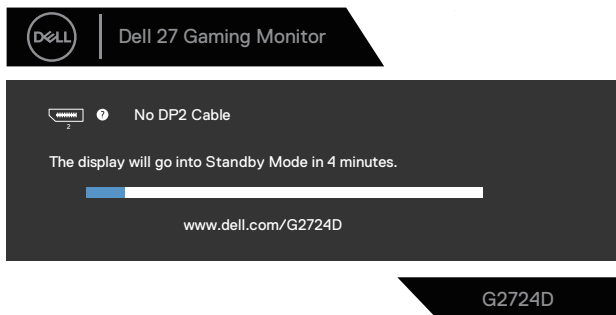 DELL
Dell 27 Gaming Monitor
? No DP2 Cable
2
The display will go into Standby Mode in 4 minutes.
www.dell.com/G2724D
G2724D